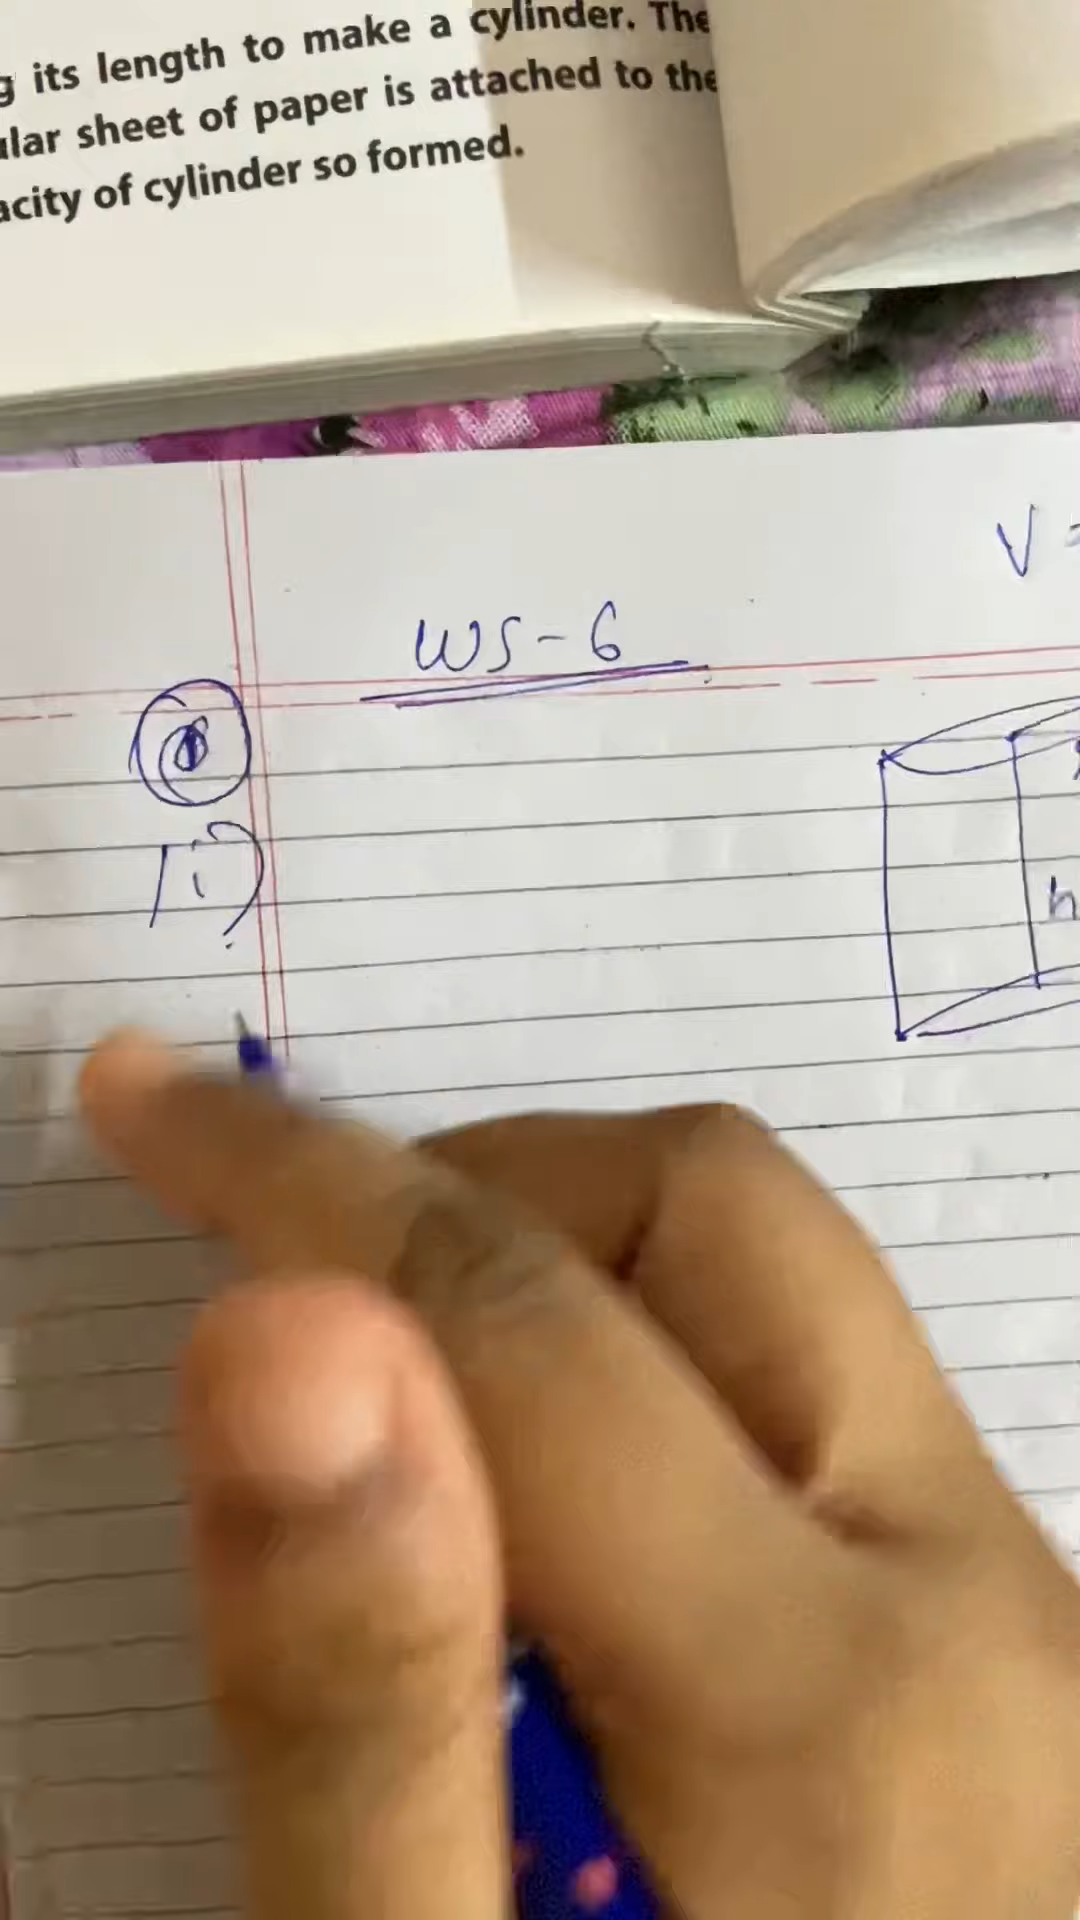 its length to make a cylinder. The
sheet of paper is attached to the
of cylinder so formed.
V =
WS-6
h